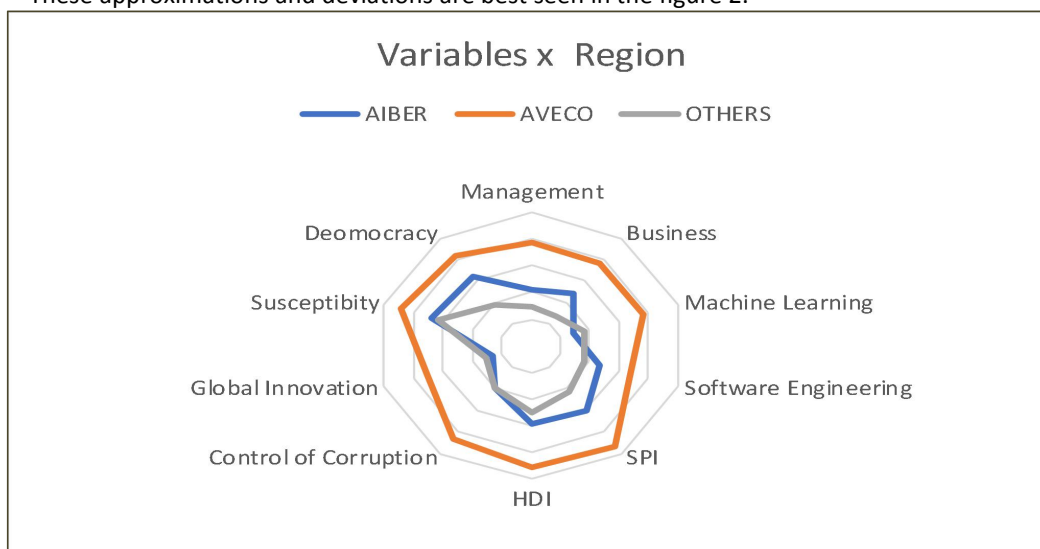 These approximations and deviations are best seen in the figure 2.
Variables x Region
AIBER AVECO OTHERS
Management
Deomocracy Business
Susceptibity Machine Learning
Global Innovation Software Engineering
Control of Corruption SPI
HDI